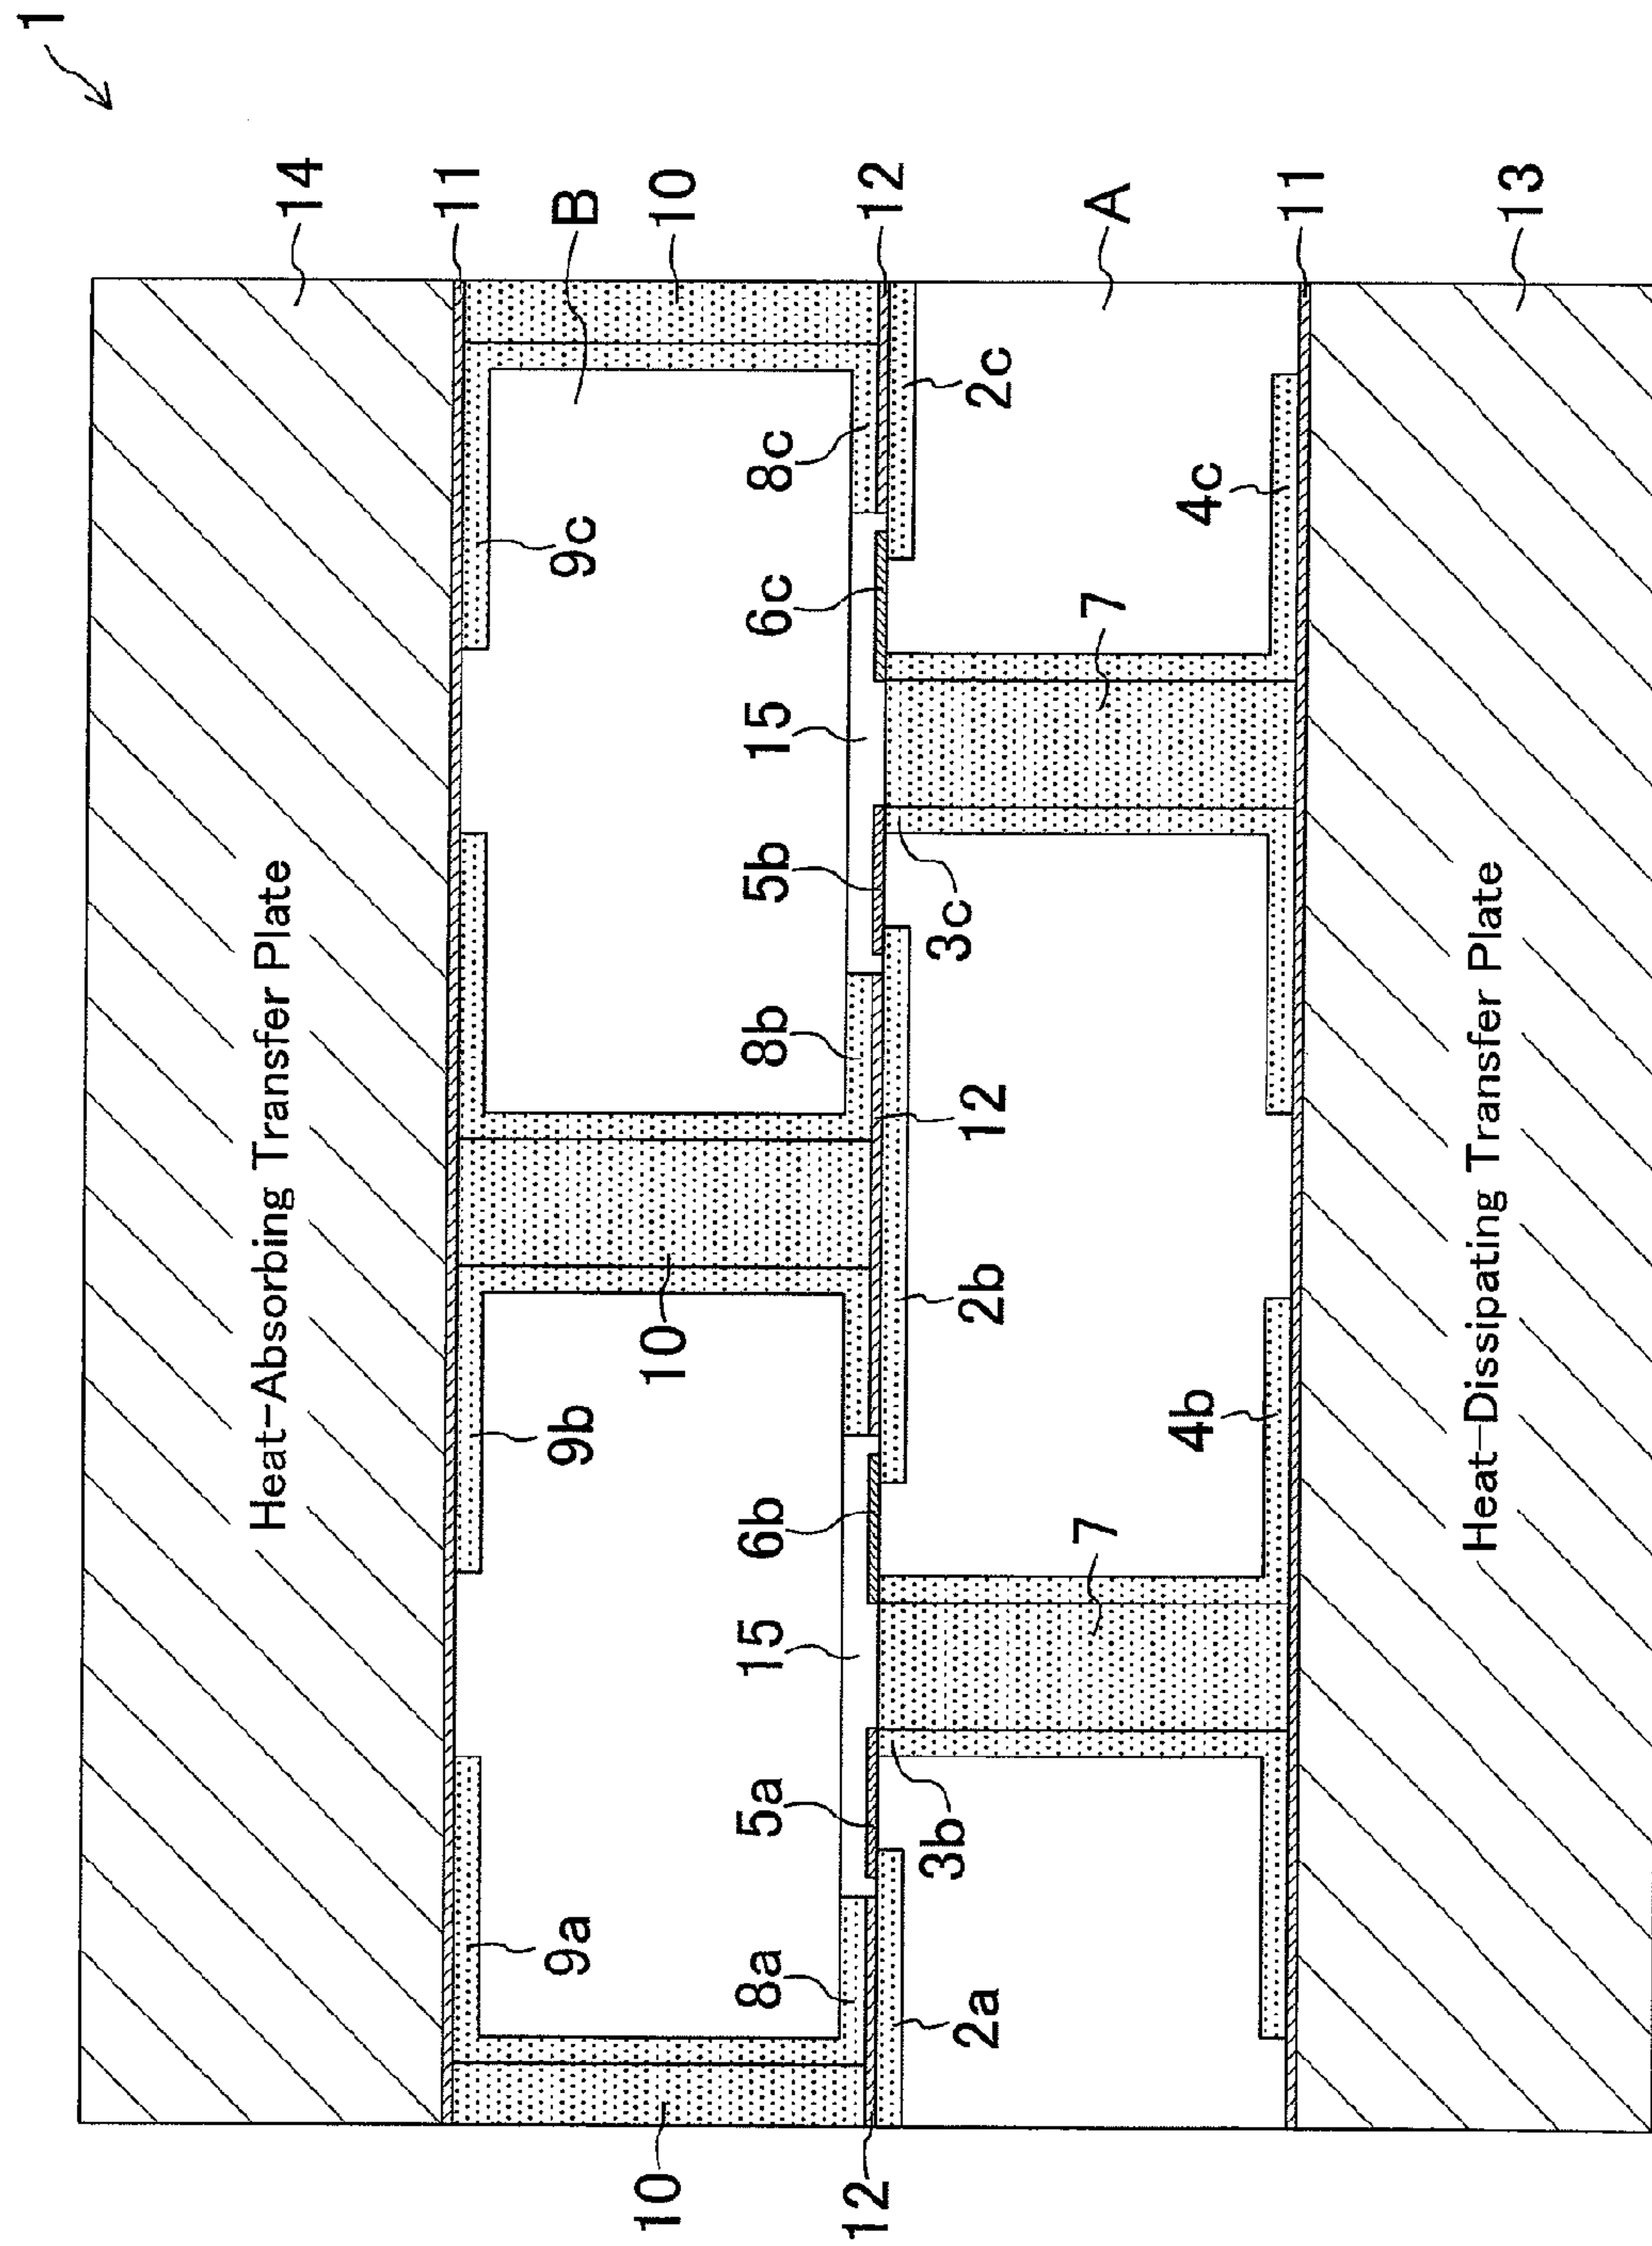 1
Heat-Absorbing Transfer Plate
14
11
9a
9b
9c
B
10
10
10
8a
5a
15
6b
8b
5b
15
6c
8c
12
12
2a
3b
2b
12
3c
2c
7
7
A
4b
4c
11
Heat-Dissipating Transfer Plate
13